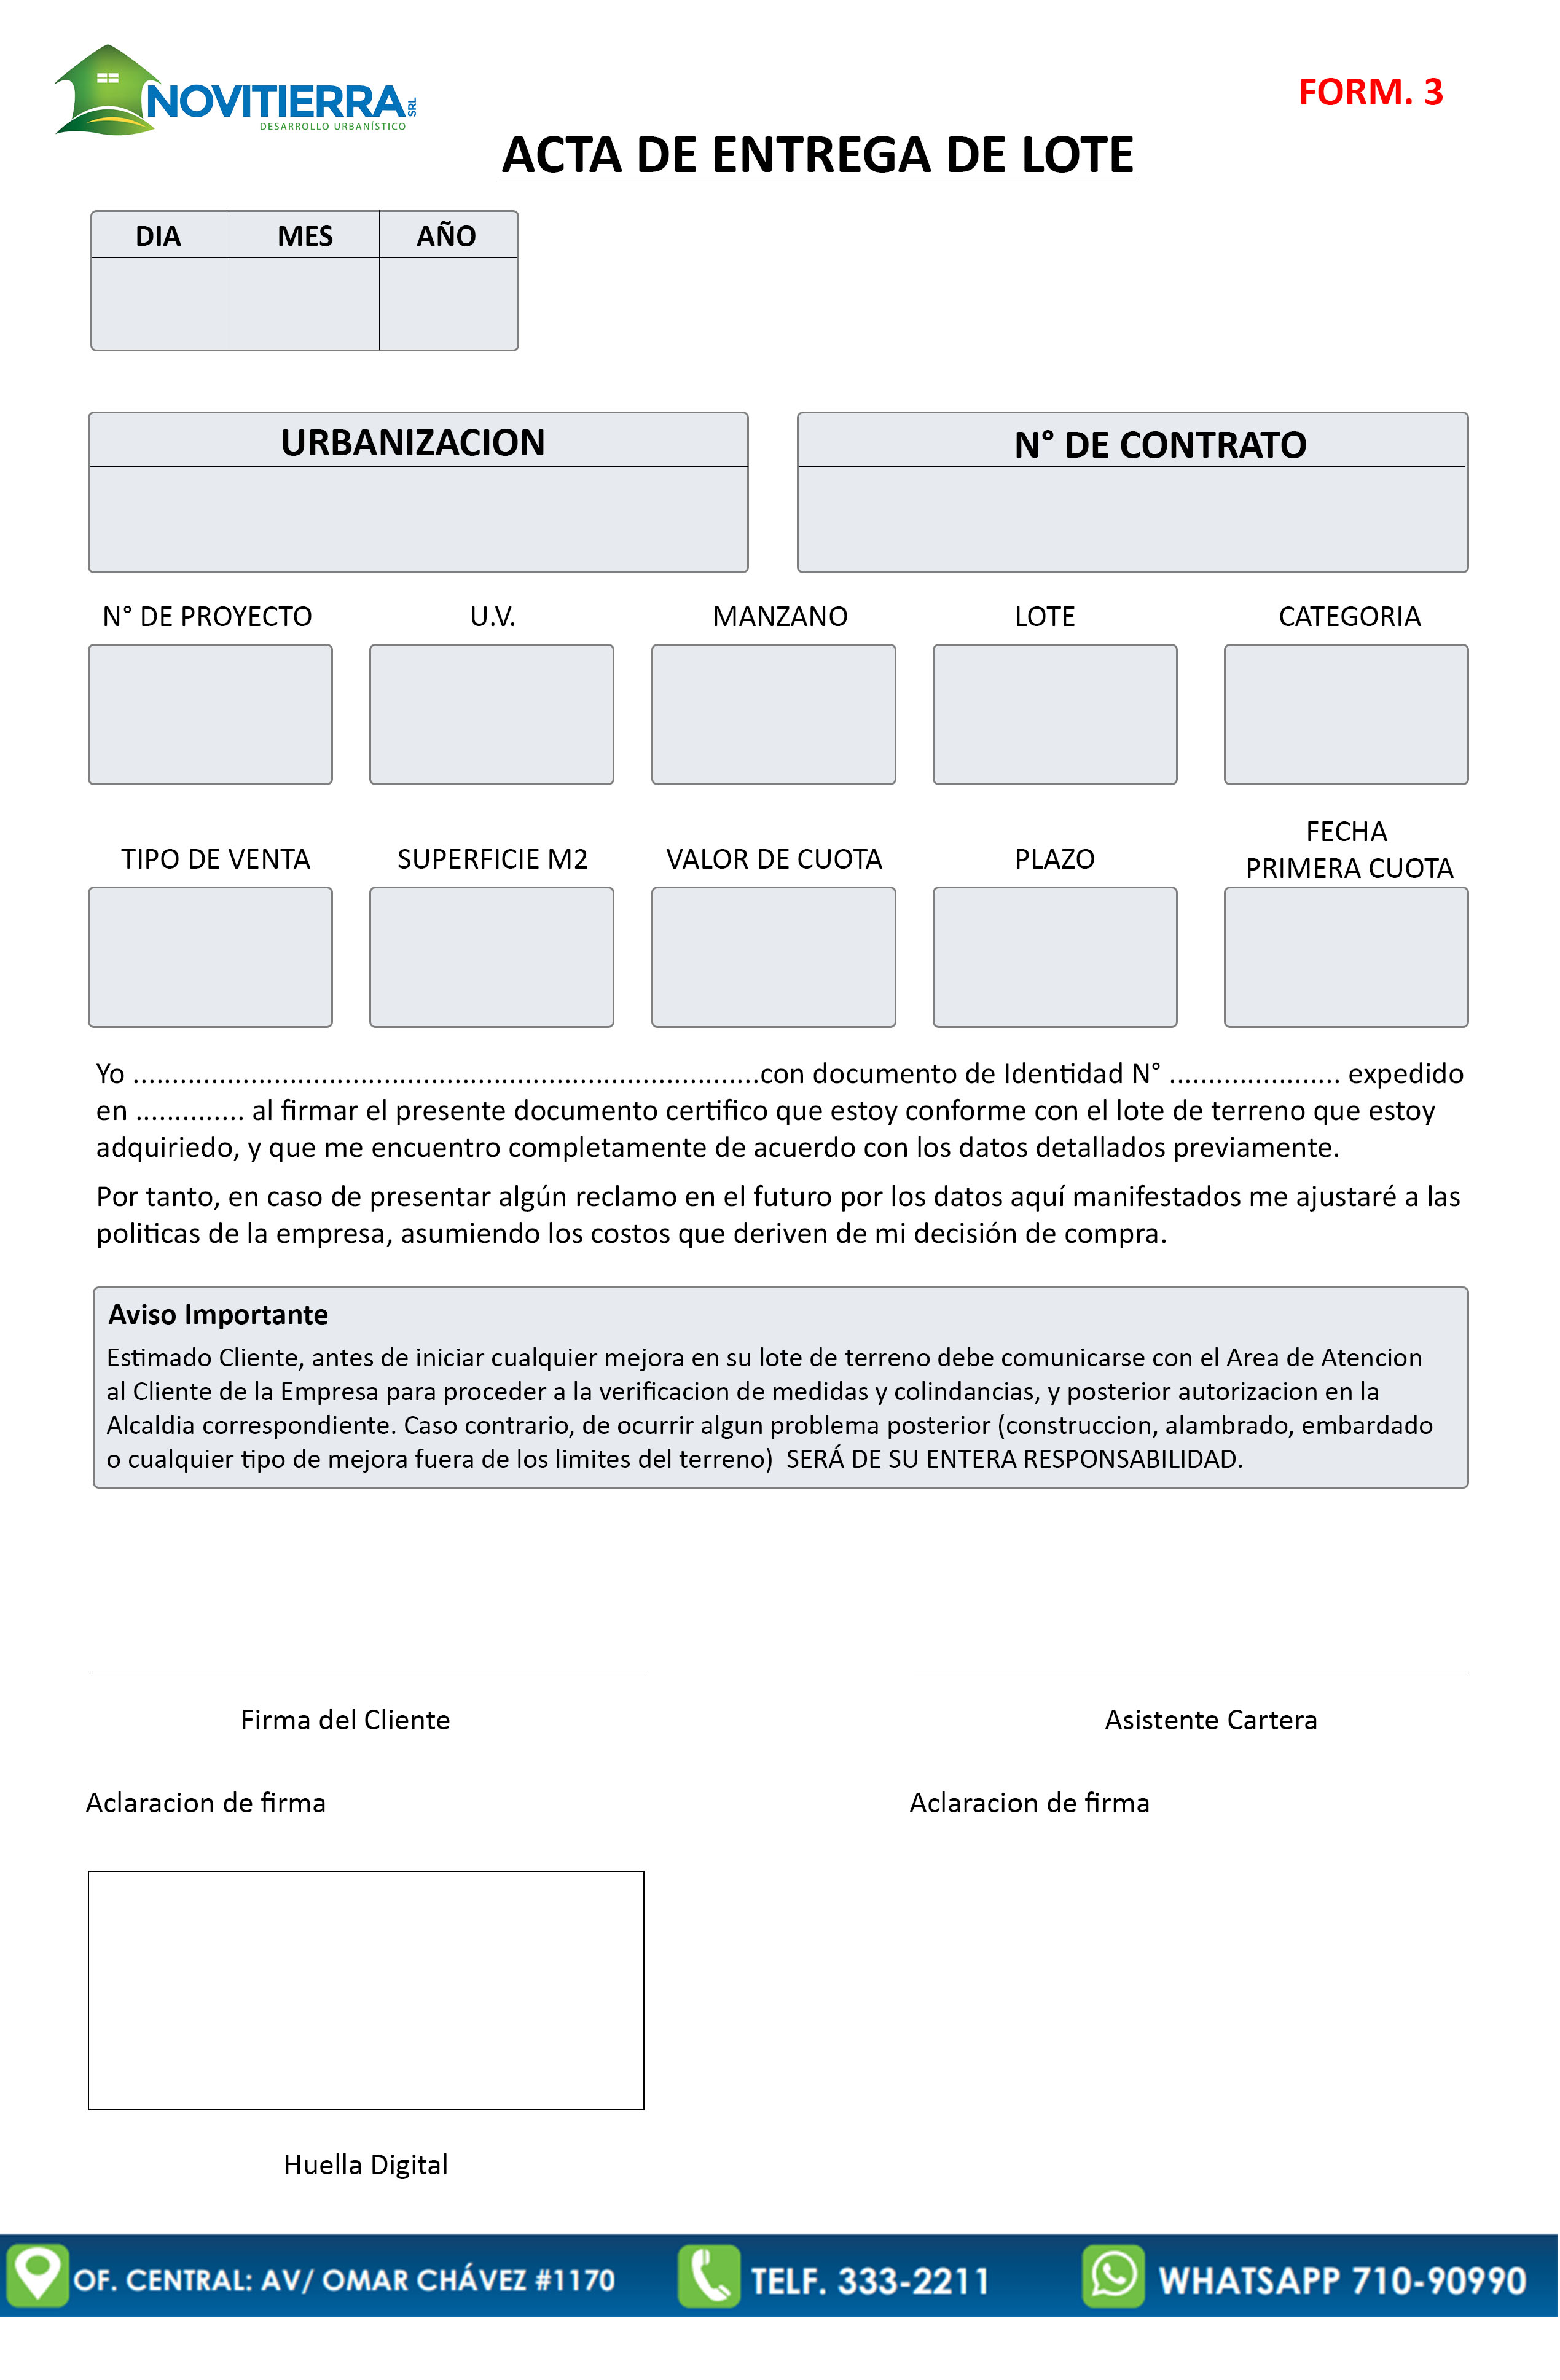 NOVITIERRA SRL
DESARROLLO URBANÍSTICO
FORM. 3
ACTA DE ENTREGA DE LOTE
DIA MES AÑO
URBANIZACION
N° DE CONTRATO
N° DE PROYECTO U.V. MANZANO LOTE CATEGORIA
TIPO DE VENTA SUPERFICIE M2 VALOR DE CUOTA PLAZO FECHA
PRIMERA CUOTA
Yo ................................................................................con documento de Identidad N° ...................... expedido
en .............. al firmar el presente documento certifico que estoy conforme con el lote de terreno que estoy
adquiriedo, y que me encuentro completamente de acuerdo con los datos detallados previamente.
Por tanto, en caso de presentar algún reclamo en el futuro por los datos aquí manifestados me ajustaré a las
politicas de la empresa, asumiendo los costos que deriven de mi decisión de compra.
Aviso Importante
Estimado Cliente, antes de iniciar cualquier mejora en su lote de terreno debe comunicarse con el Area de Atencion
al Cliente de la Empresa para proceder a la verificacion de medidas y colindancias, y posterior autorizacion en la
Alcaldia correspondiente. Caso contrario, de ocurrir algun problema posterior (construccion, alambrado, embardado
o cualquier tipo de mejora fuera de los limites del terreno) SERÁ DE SU ENTERA RESPONSABILIDAD.
Firma del Cliente
Asistente Cartera
Aclaracion de firma
Aclaracion de firma
Huella Digital
OF. CENTRAL: AV/ OMAR CHÁVEZ #1170 TELF. 333-2211 WHATSAPP 710-90990